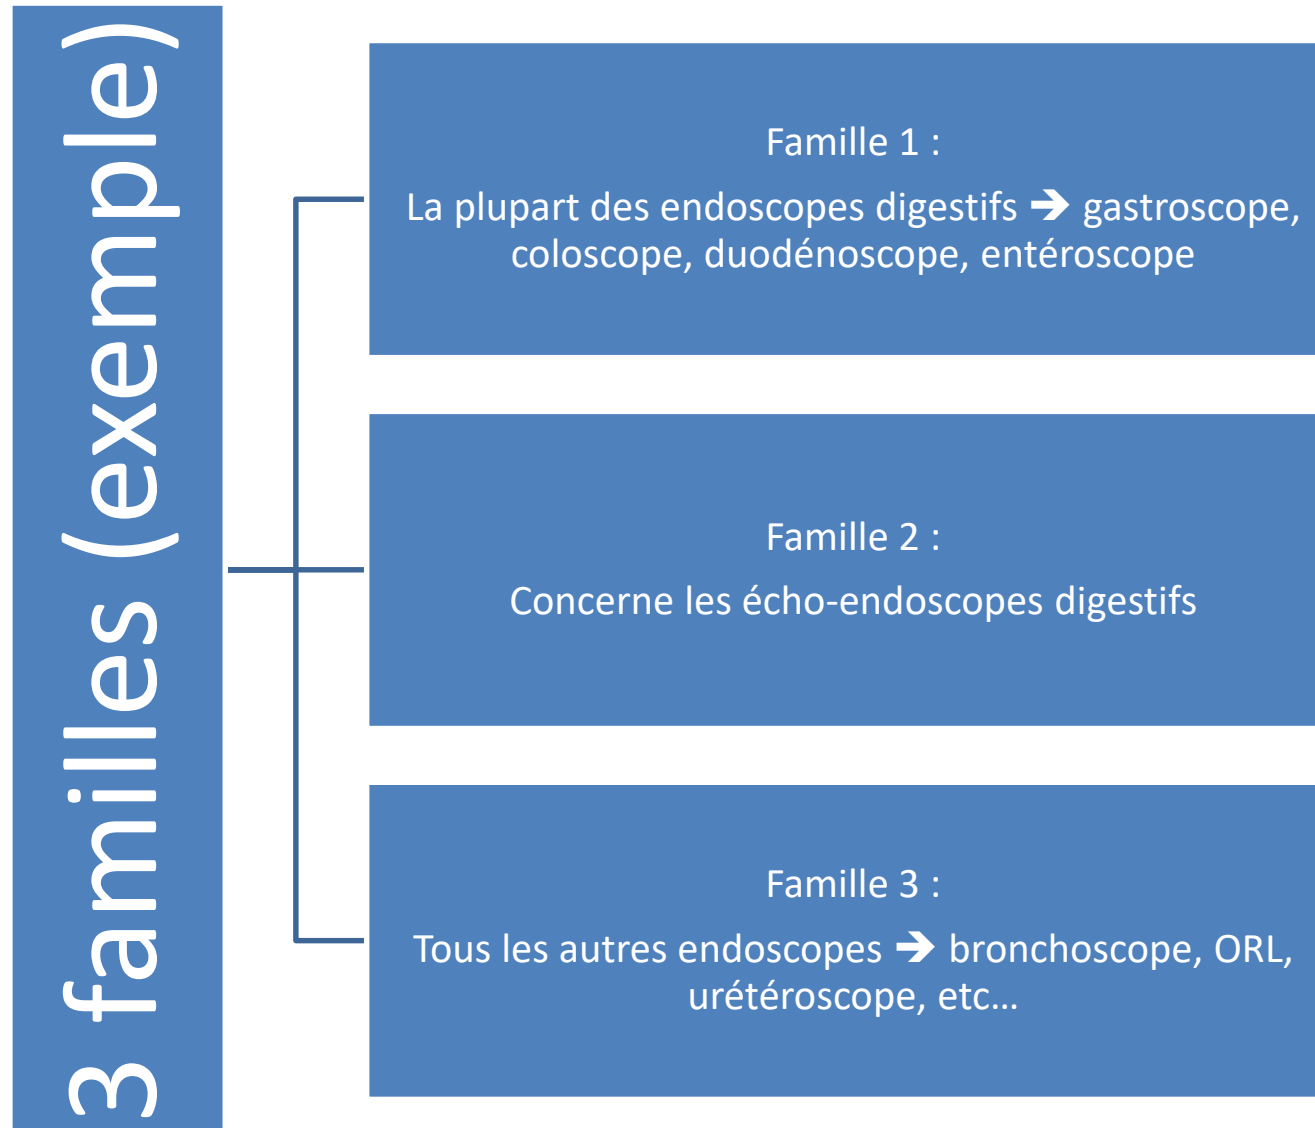 3 familles (exemple)
Famille 1 :
La plupart des endoscopes digestifs ➔ gastroscope,
coloscope, duodénoscope, entéroscope
Famille 2 :
Concerne les écho-endoscopes digestifs
Famille 3 :
Tous les autres endoscopes ➔ bronchoscope, ORL,
urétéroscope, etc…